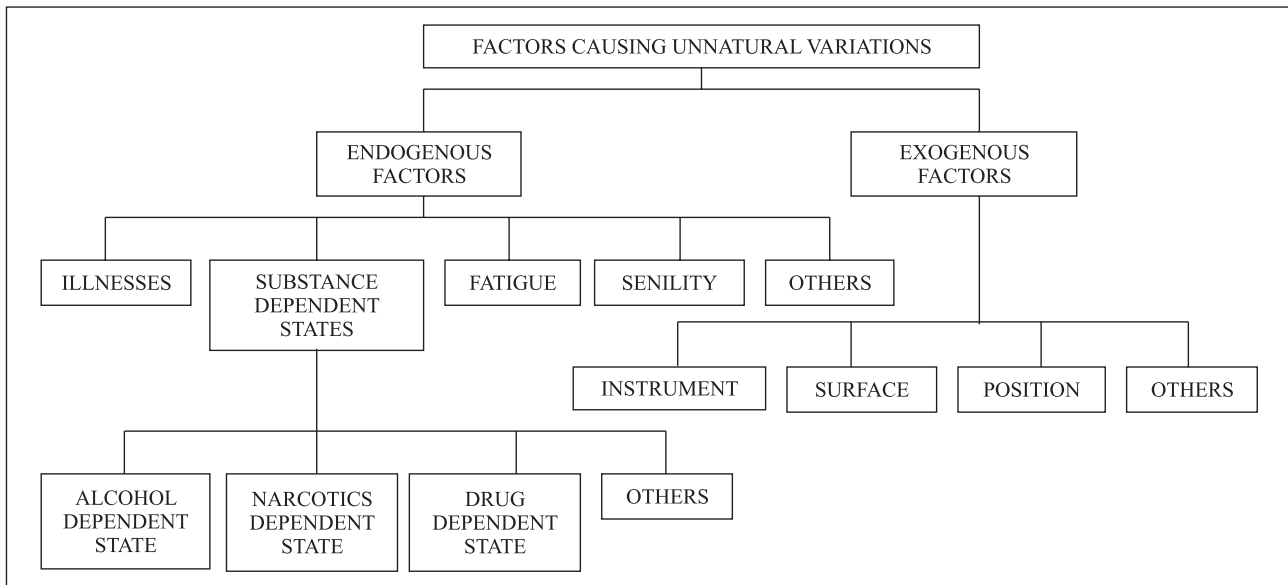 FACTORS CAUSING UNNATURAL VARIATIONS
ENDOGENOUS
FACTORS
EXOGENOUS
FACTORS
ILLNESSES
SUBSTANCE
DEPENDENT
STATES
FATIGUE
SENILITY
OTHERS
INSTRUMENT
SURFACE
POSITION
OTHERS
ALCOHOL
DEPENDENT
STATE
NARCOTICS
DEPENDENT
STATE
DRUG
DEPENDENT
STATE
OTHERS